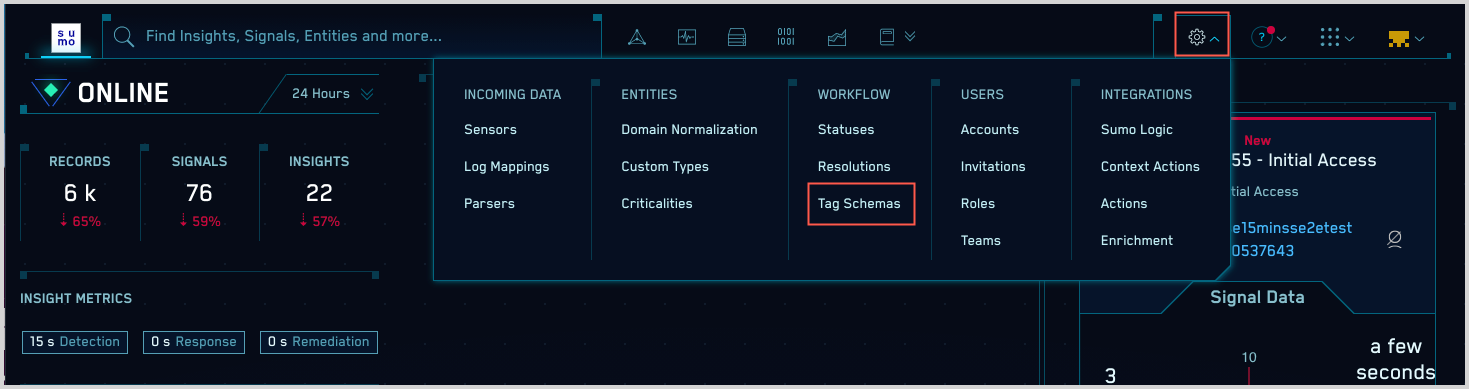 su
mo
Find Insights, Signals, Entities and more...
0101
1001
?
ONLINE
24 Hours
RECORDS
6 k
65%
SIGNALS
76
59%
INSIGHTS
22
57%
INSIGHT METRICS
15 s Detection
0 s Response
0 s Remediation
INCOMING DATA
Sensors
Log Mappings
Parsers
ENTITIES
Domain Normalization
Custom Types
Criticalities
WORKFLOW
Statuses
Resolutions
Tag Schemas
USERS
Accounts
Invitations
Roles
Teams
INTEGRATIONS
Sumo Logic
Context Actions
Actions
Enrichment
New
55 - Initial Access
tial Access
e15minsse2etest
0537643
Signal Data
3
10
a few
seconds